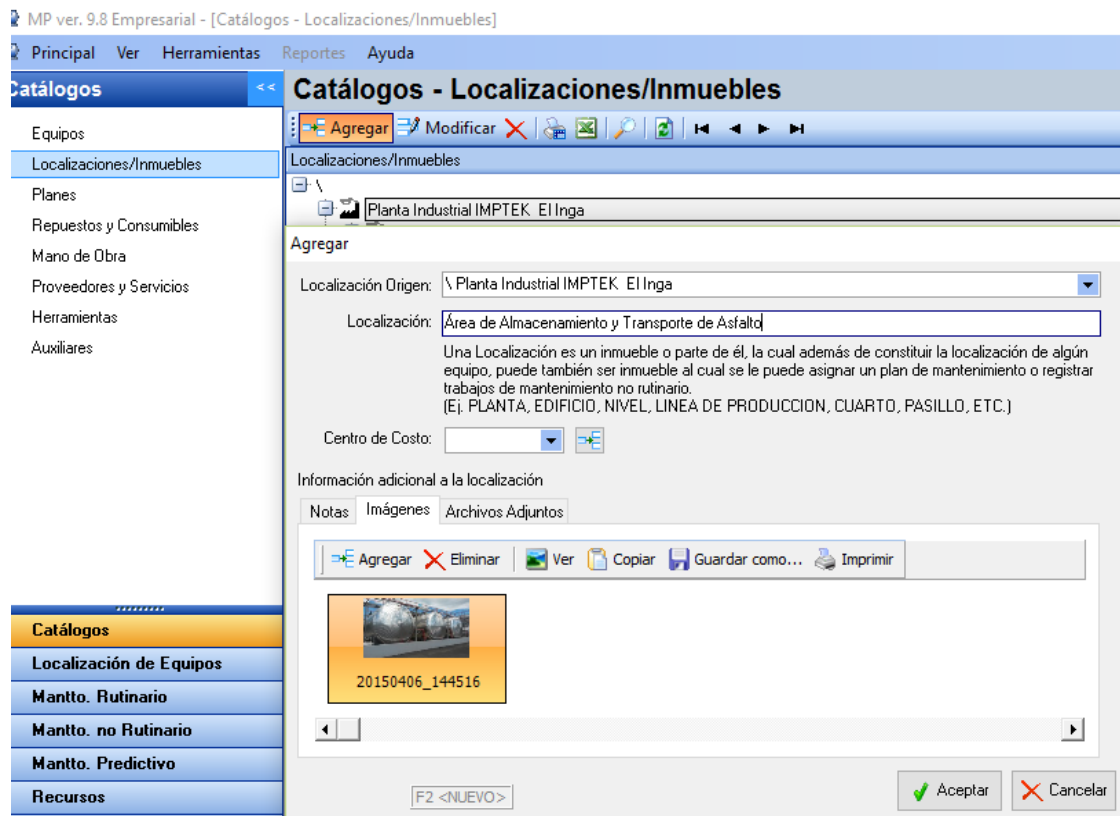 MP ver. 9.8 Empresarial - [Catálogos - Localizaciones/Inmuebles]
Principal Ver Herramientas Reportes Ayuda
Catálogos <<
Equipos
Localizaciones/Inmuebles
Planes
Repuestos y Consumibles
Mano de Obra
Proveedores y Servicios
Herramientas
Auxiliares
Catálogos
Localización de Equipos
Mantto. Rutinario
Mantto. no Rutinario
Mantto. Predictivo
Recursos
Catálogos - Localizaciones/Inmuebles
Agregar Modificar
Localizaciones/Inmuebles
\
Planta Industrial IMPTEK El Inga
Agregar
Localización Origen: \ Planta Industrial IMPTEK El Inga
Localización: Área de Almacenamiento y Transporte de Asfalto
Una Localización es un inmueble o parte de él, la cual además de constituir la localización de algún
equipo, puede también ser inmueble al cual se le puede asignar un plan de mantenimiento o registrar
trabajos de mantenimiento no rutinario.
(Ej. PLANTA, EDIFICIO, NIVEL, LINEA DE PRODUCCION, CUARTO, PASILLO, ETC.)
Centro de Costo:
Información adicional a la localización
Notas Imágenes Archivos Adjuntos
Agregar Eliminar Ver Copiar Guardar como... Imprimir
20150406_144516
F2 <NUEVO> Aceptar Cancelar